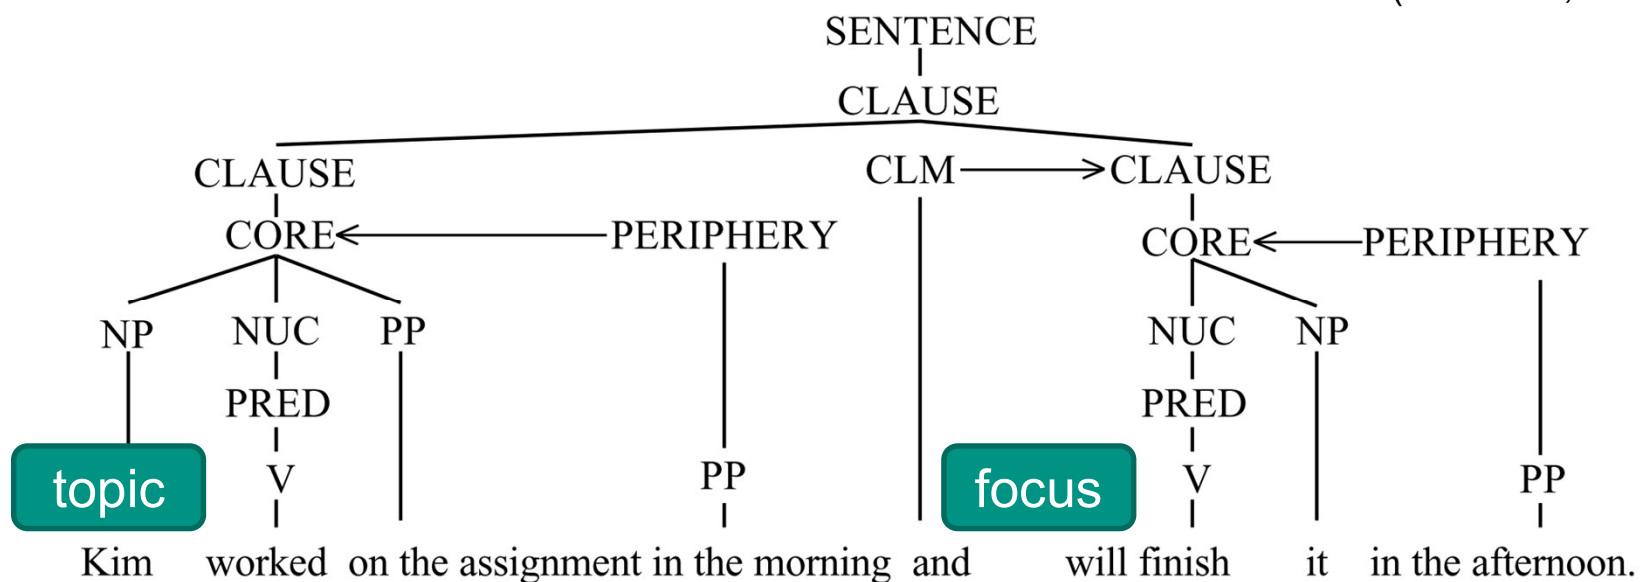 SENTENCE
CLAUSE
CLAUSE CLM CLAUSE
CORE PERIPHERY CORE PERIPHERY
NP NUC PP NUC NP
PRED PRED
topic V PP focus V PP
Kim worked on the assignment in the morning and will finish it in the afternoon.